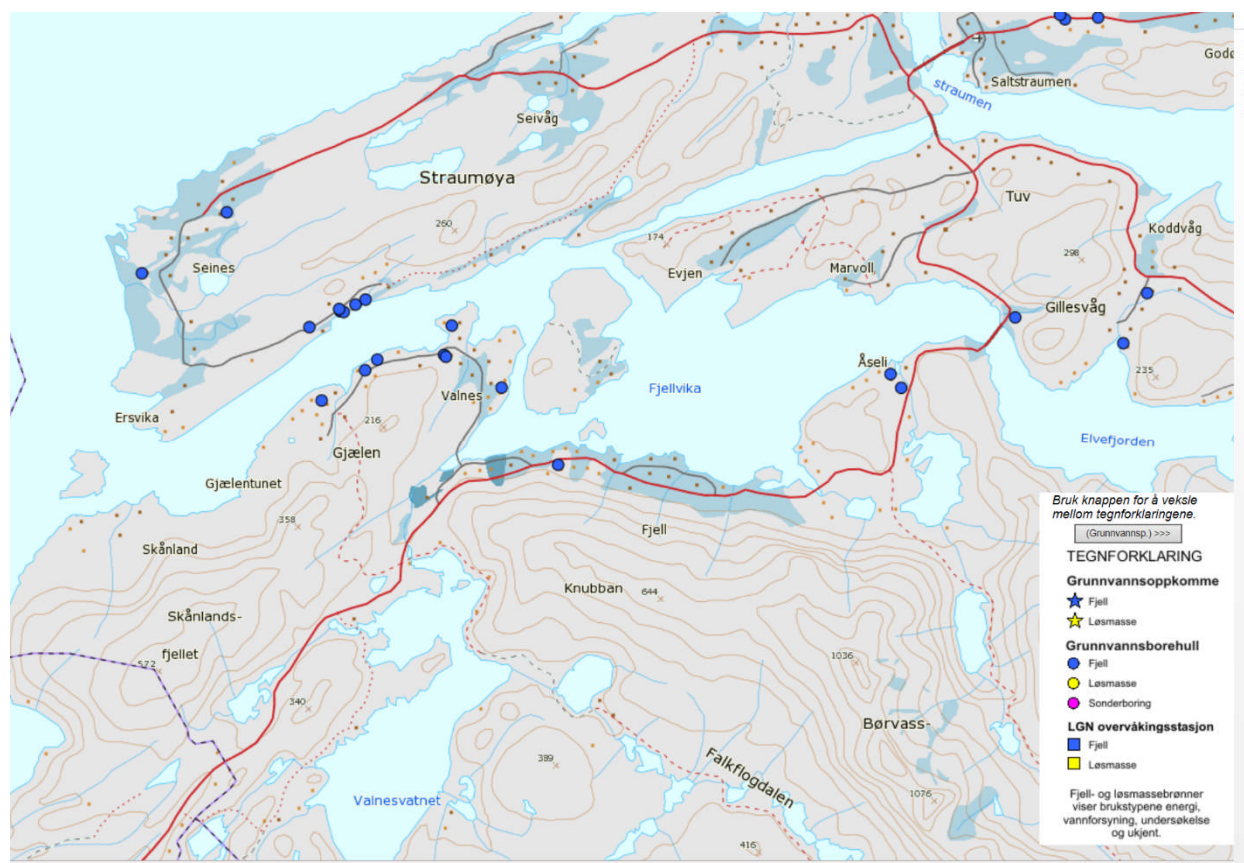 Godø
Saltstraumen
straumen
Seivåg
Straumøya
Tuv
260
174
Koddvåg
298
Seines
Evjen
Marvoll
Gillesvåg
Åseli
235
Fjellvika
Valnes
Ersvika
216
Elvefjorden
Gjælen
Gjælentunet
358
Fjell
Skånland
Knubban
644
Skånlands-
fjellet
572
1036
340
Børvass-
389
Falkflogdalen
Valnesvatnet
1076
416
Bruk knappen for å veksle
mellom tegnforklaringene.
(Grunnvannsp.) >>>
TEGNFORKLARING
Grunnvannsoppkomme
Fjell
Løsmasse
Grunnvannsborehull
Fjell
Løsmasse
Sonderboring
LGN overvåkingsstasjon
Fjell
Løsmasse
Fjell- og løsmassebrønner
viser brukstypene energi,
vannforsyning, undersøkelse
og ukjent.